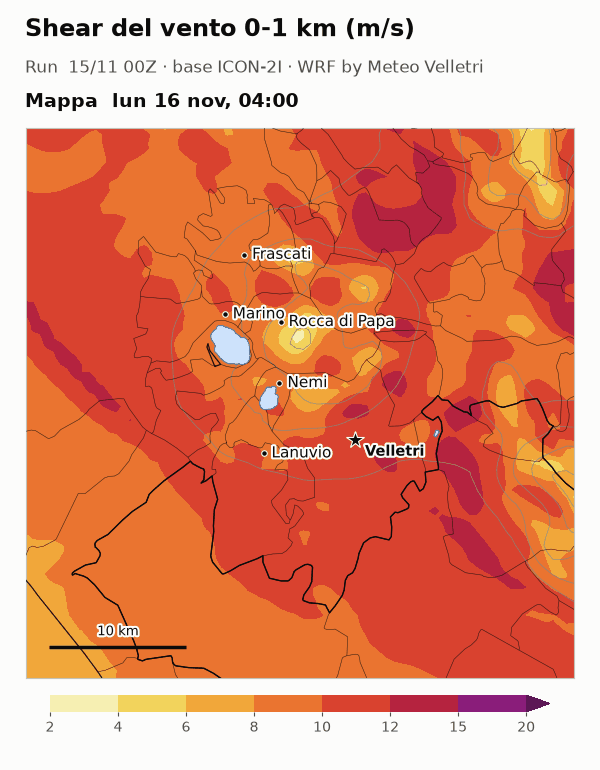 Shear del vento 0-1 km (m/s)
Run  15/11 00Z · base ICON-2I · WRF by Meteo Velletri
Mappa  lun 16 nov, 04:00
Frascati
Marino
Rocca di Papa
Nemi
Lanuvio
Velletri
10 km
2 4 6 8 10 12 15 20